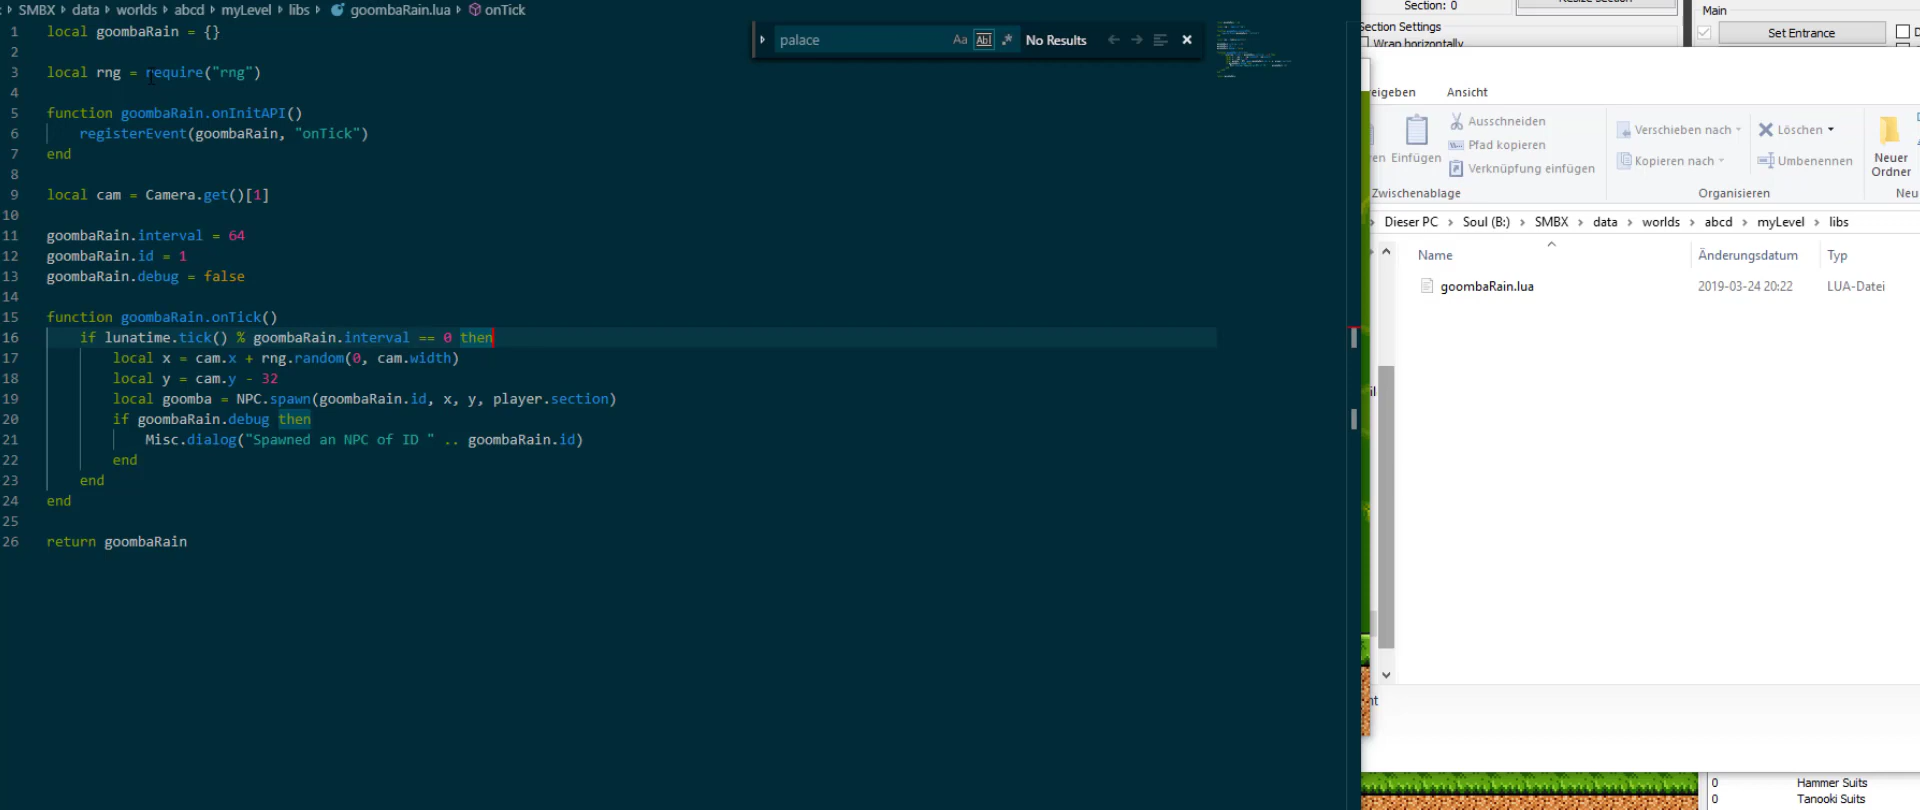 SMBX > data > worlds > abcd > myLevel > libs > goombaRain.lua > onTick
1 local goombaRain = {}
2
3 local rng = require("rng")
4
5 function goombaRain.onInitAPI()
6 registerEvent(goombaRain, "onTick")
7 end
8
9 local cam = Camera.get()[1]
10
11 goombaRain.interval = 64
12 goombaRain.id = 1
13 goombaRain.debug = false
14
15 function goombaRain.onTick()
16 if lunatime.tick() % goombaRain.interval == 0 then
17 local x = cam.x + rng.random(0, cam.width)
18 local y = cam.y - 32
19 local goomba = NPC.spawn(goombaRain.id, x, y, player.section)
20 if goombaRain.debug then
21 Misc.dialog("Spawned an NPC of ID " .. goombaRain.id)
22 end
23 end
24 end
25
26 return goombaRain
palace Aa Abl .* No Results
Section: 0
Section Settings
Wrap horizontally
Main
Set Entrance
eigeben Ansicht
Ausschneiden
Pfad kopieren
Verknüpfung einfügen
Einfügen
Zwischenablage
Verschieben nach
Kopieren nach
Löschen
Umbenennen
Organisieren
Neuer
Ordner
Neu
Dieser PC > Soul (B:) > SMBX > data > worlds > abcd > myLevel > libs
Name Änderungsdatum Typ
goombaRain.lua 2019-03-24 20:22 LUA-Datei
0 Hammer Suits
0 Tanooki Suits